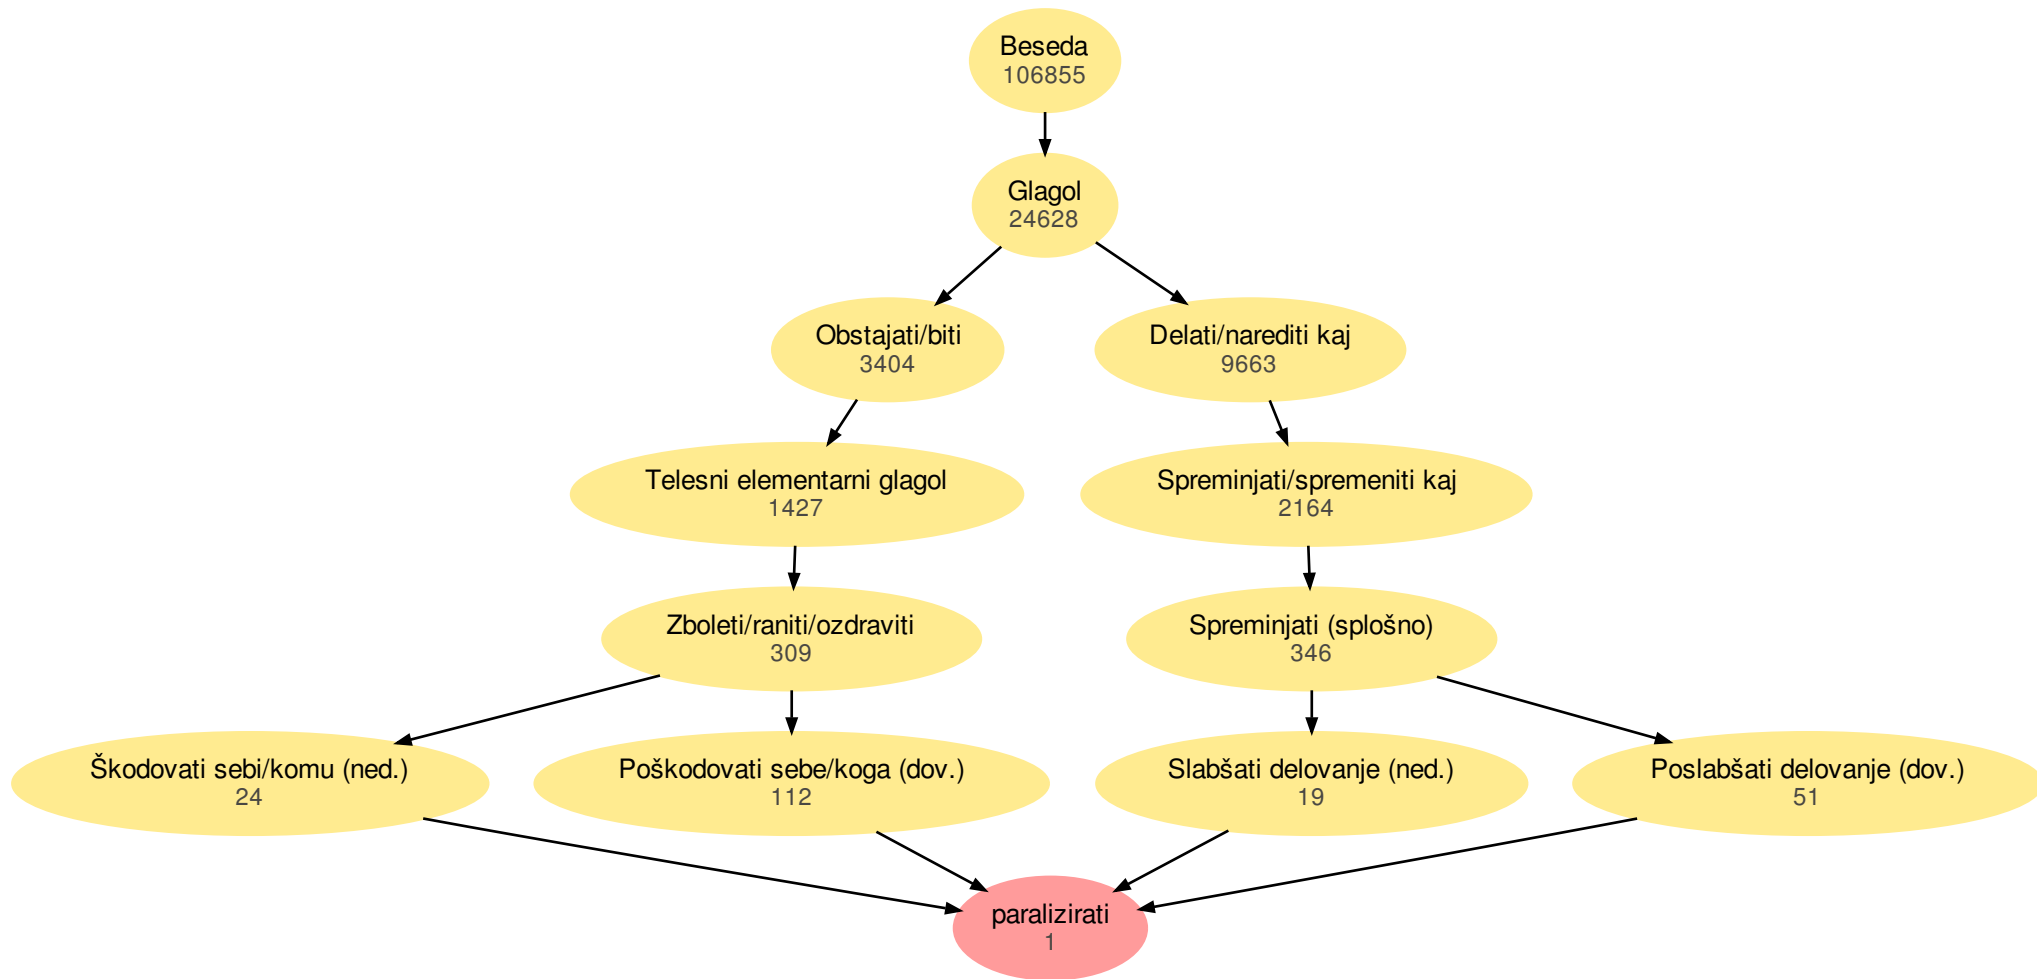 Beseda
106855
Glagol
24628
Obstajati/biti
3404
Delati/narediti kaj
9663
Telesni elementarni glagol
1427
Spreminjati/spremeniti kaj
2164
Zboleti/raniti/ozdraviti
309
Spreminjati (splošno)
346
Škodovati sebi/komu (ned.)
24
Poškodovati sebe/koga (dov.)
112
Slabšati delovanje (ned.)
19
Poslabšati delovanje (dov.)
51
paralizirati
1